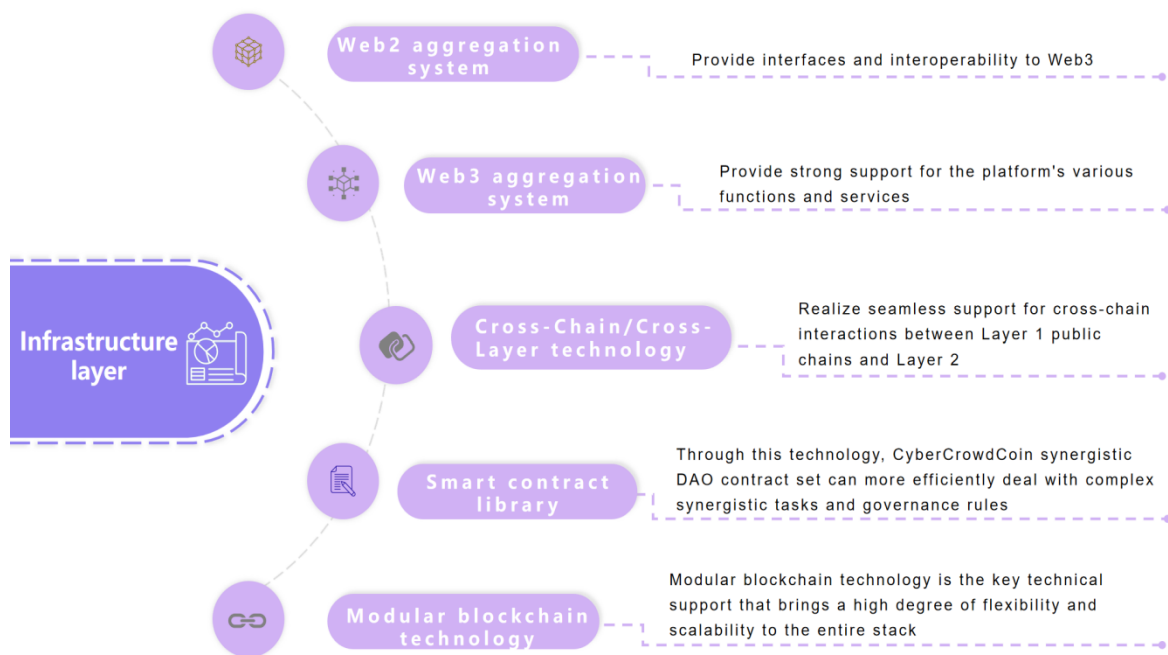 Web2 aggregation
system
Provide interfaces and interoperability to Web3
Web3 aggregation
system
Provide strong support for the platform's various
functions and services
Infrastructure
layer
Cross-Chain/Cross-
Layer technology
Realize seamless support for cross-chain
interactions between Layer 1 public
chains and Layer 2
Smart contract
library
Through this technology, CyberCrowdCoin synergistic
DAO contract set can more efficiently deal with complex
synergistic tasks and governance rules
Modular blockchain
technology
Modular blockchain technology is the key technical
support that brings a high degree of flexibility and
scalability to the entire stack